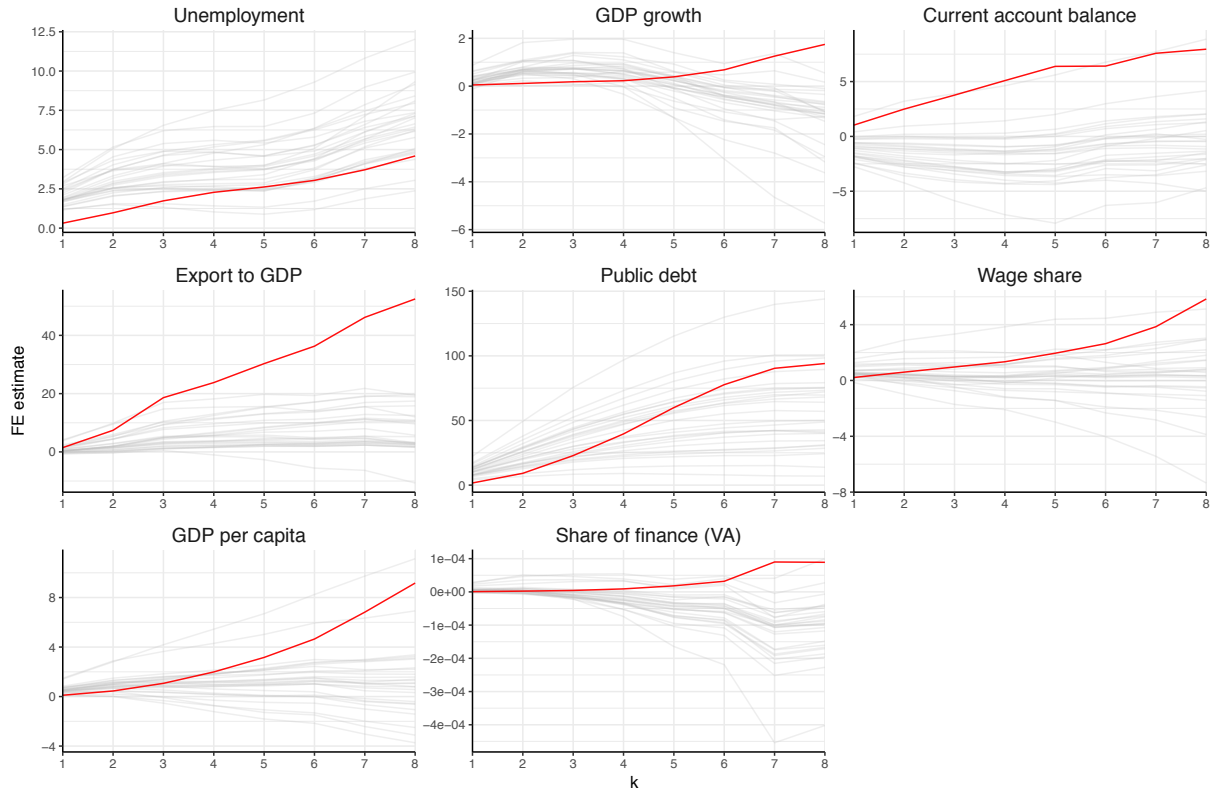 Unemployment
GDP growth
Current account balance
12.5
10.0
7.5
5.0
2.5
0.0
1 2 3 4 5 6 7 8
2
0
−2
−4
−6
1 2 3 4 5 6 7 8
5
0
−5
1 2 3 4 5 6 7 8
Export to GDP
Public debt
Wage share
FE estimate
40
20
0
1 2 3 4 5 6 7 8
150
100
50
0
1 2 3 4 5 6 7 8
4
0
−4
−8
1 2 3 4 5 6 7 8
GDP per capita
Share of finance (VA)
8
4
0
−4
1 2 3 4 5 6 7 8
1e−04
0e+00
−1e−04
−2e−04
−3e−04
−4e−04
1 2 3 4 5 6 7 8
k